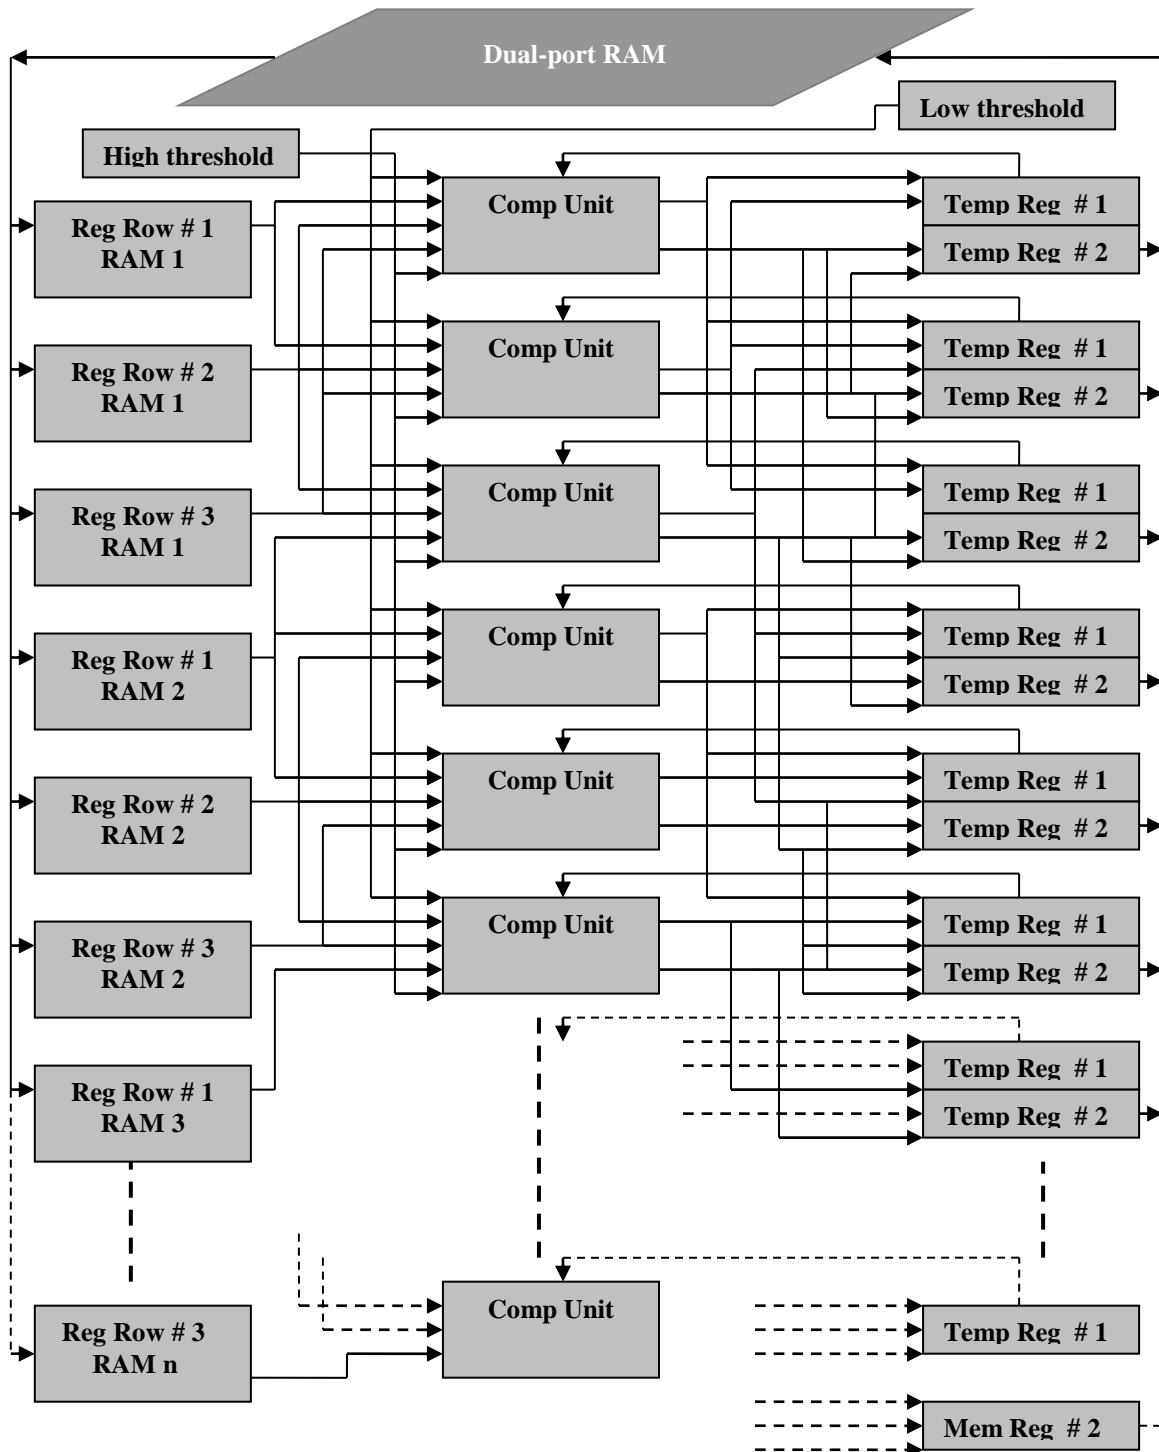 Dual-port RAM
Low threshold
High threshold
Comp Unit
Temp Reg # 1
Reg Row # 1
RAM 1
Temp Reg # 2
Comp Unit
Temp Reg # 1
Reg Row # 2
RAM 1
Temp Reg # 2
Comp Unit
Temp Reg # 1
Reg Row # 3
RAM 1
Temp Reg # 2
Comp Unit
Temp Reg # 1
Reg Row # 1
RAM 2
Temp Reg # 2
Comp Unit
Temp Reg # 1
Reg Row # 2
RAM 2
Temp Reg # 2
Comp Unit
Temp Reg # 1
Reg Row # 3
RAM 2
Temp Reg # 2
Temp Reg # 1
Reg Row # 1
RAM 3
Temp Reg # 2
Comp Unit
Temp Reg # 1
Reg Row # 3
RAM n
Mem Reg # 2